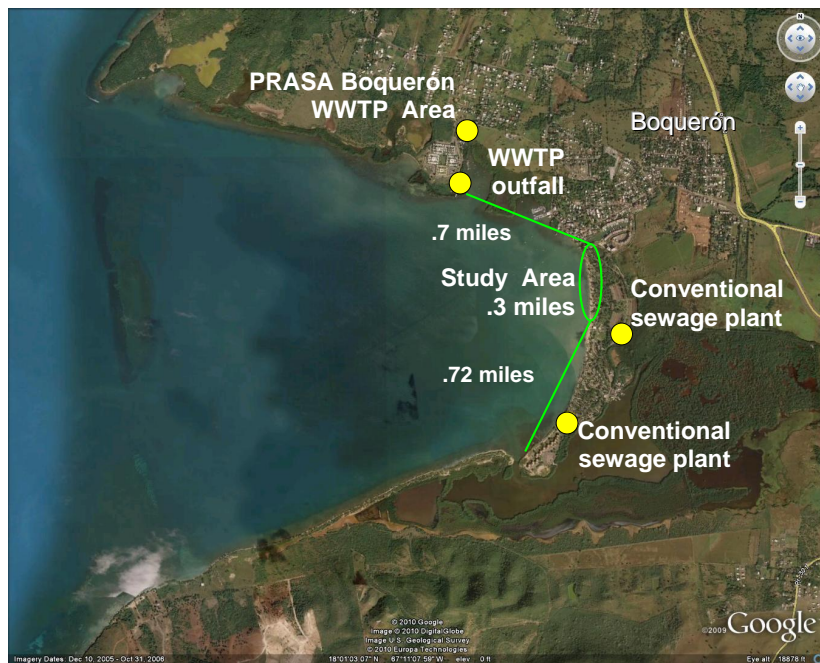 N
PRASA Boquerón
WWTP Area
Boquerón
WWTP
outfall
.7 miles
Study Area
.3 miles
Conventional
sewage plant
.72 miles
Conventional
sewage plant
© 2010 Google
Image © 2010 DigitalGlobe
Image U.S. Geological Survey
© 2010 Europa Technologies
©2009 Google
Imagery Dates: Dec 10, 2005 - Oct 31, 2006
18°01'03.07" N 67°11'07.59" W elev 0 ft
Eye alt 18878 ft